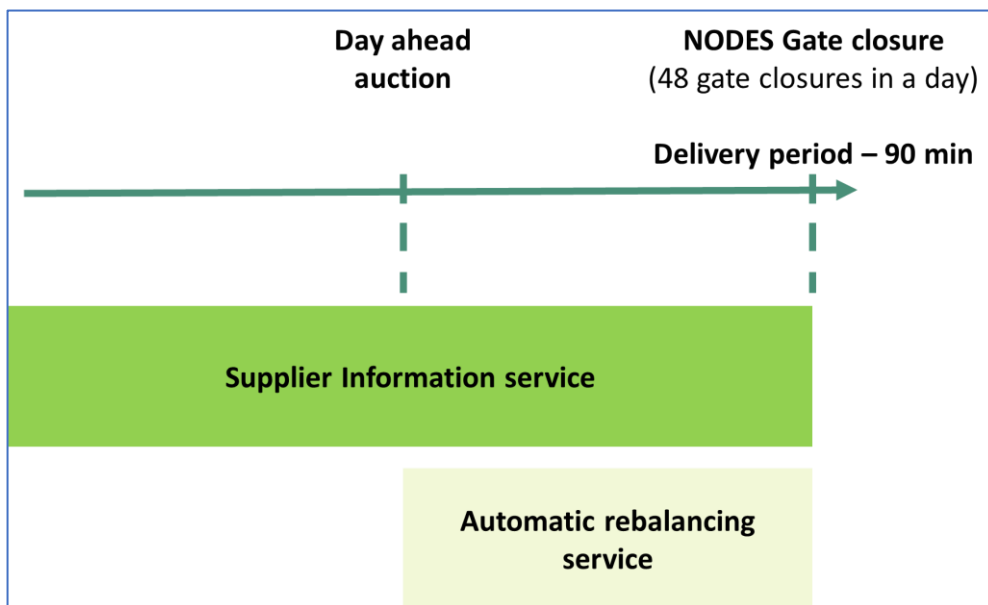 Day ahead
auction
NODES Gate closure
(48 gate closures in a day)
Delivery period – 90 min
Supplier Information service
Automatic rebalancing
service